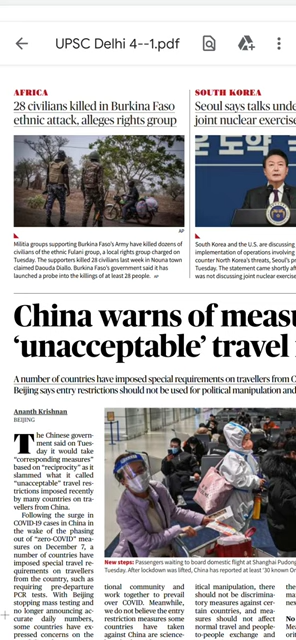 UPSC Delhi 4--1.pdf
AFRICA
28 civilians killed in Burkina Faso
ethnic attack, alleges rights group
AP
Militia groups supporting Burkina Faso's Army have killed dozens of
civilians of the ethnic Fulani group, a local rights group charged on
Tuesday. The supporters killed 28 civilians last week in Nouna town
claimed Daouda Diallo. Burkina Faso's government said it has
launched a probe into the killings of at least 28 people. AP
SOUTH KOREA
Seoul says talks unde
joint nuclear exercise
South Korea and the U.S. are discussing
implementation of operations involving
counter North Korea's threats, Seoul's pr
Tuesday. The statement came shortly aft
was not discussing joint nuclear exercise
China warns of measu
'unacceptable' travel
A number of countries have imposed special requirements on travellers from C
Beijing says entry restrictions should not be used for political manipulation and
Ananth Krishnan
BEIJING
The Chinese govern-
ment said on Tues-
day it would take
"corresponding measures"
based on "reciprocity" as it
slammed what it called
"unacceptable" travel res-
trictions imposed recently
by many countries on tra-
vellers from China.
Following the surge in
COVID-19 cases in China in
the wake of the phasing
out of "zero-COVID" mea-
sures on December 7, a
number of countries have
imposed special travel re-
quirements on travellers
from the country, such as
requiring pre-departure
PCR tests. With Beijing
stopping mass testing and
no longer announcing ac-
curate daily numbers,
some countries have ex-
pressed concerns on the
New steps: Passengers waiting to board domestic flight at Shanghai Pudong
Tuesday. After lockdown was lifted, China has reported at least '30 known Om
tional community and
work together to prevail
over COVID. Meanwhile,
we do not believe the entry
restriction measures some
countries have taken
against China are science-
itical manipulation, there
should not be discrimina-
tory measures against cer-
tain countries, and mea-
sures should not affect
normal travel and people-
to-people exchange and